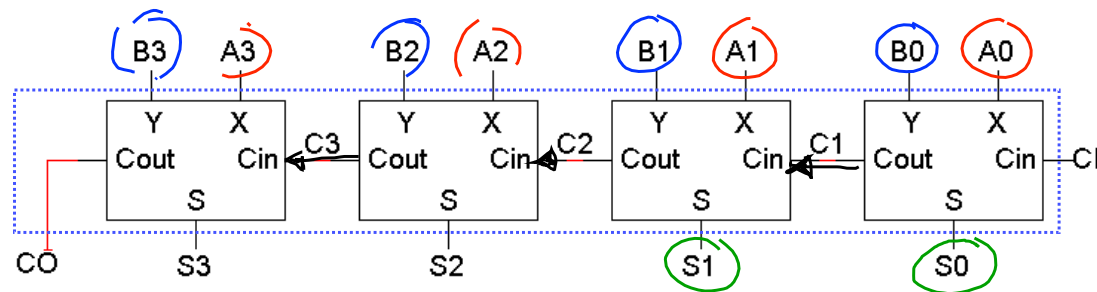 B3 A3 B2 A2 B1 A1 B0 A0
Y X Y X Y X Y X
Cout Cin C3 Cout Cin C2 Cout Cin C1 Cout Cin CI
S S S S
CO S3 S2 S1 S0